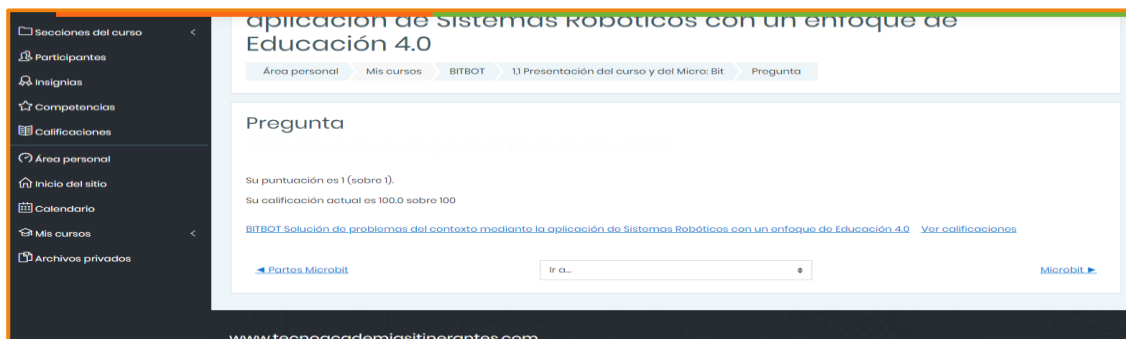 aplicación de Sistemas Robóticos con un enfoque de
Educación 4.0
Área personal Mis cursos BITBOT 1,1 Presentación del curso y del Micro: Bit Pregunta
Secciones del curso <
Participantes
Insignias
Competencias
Calificaciones
Área personal
Inicio del sitio
Calendario
Mis cursos <
Archivos privados
Pregunta
Su puntuación es 1 (sobre 1).
Su calificación actual es 100.0 sobre 100
BITBOT Solución de problemas del contexto mediante la aplicación de Sistemas Robóticos con un enfoque de Educación 4.0 Ver calificaciones
◄ Partes Microbit Ir a... Microbit ►
www.tecnoacademiasitinerantes.com